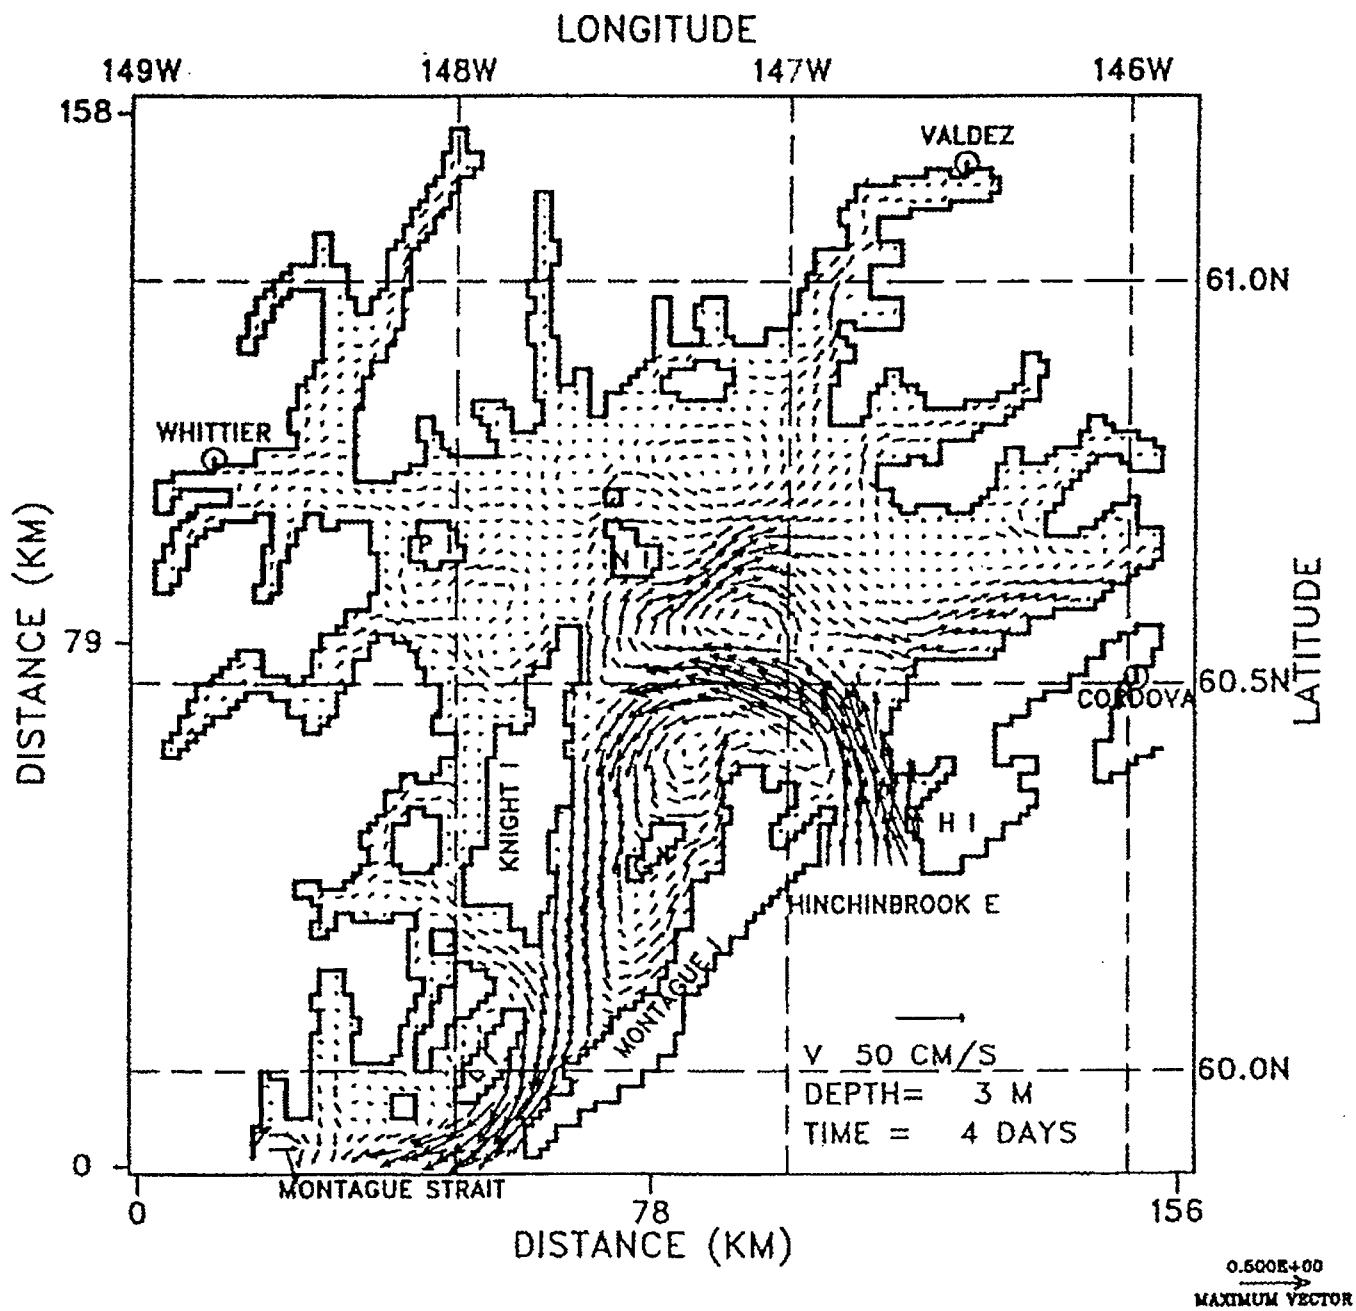 LONGITUDE
149W 148W 147W 146W
158
VALDEZ
61.0N
WHITTIER
P I
N I
DISTANCE (KM)
LATITUDE
79
60.5N
CORDOVA
KNIGHT I
H I
HINCHINBROOK E
MONTAGUE I
V 50 CM/S
60.0N
DEPTH= 3 M
TIME = 4 DAYS
0
MONTAGUE STRAIT
0 78 156
DISTANCE (KM)
0.500E+00
MAXIMUM VECTOR